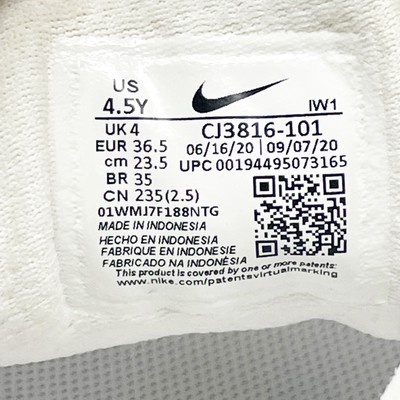 US
4.5Y
IW1
UK 4
CJ3816-101
EUR 36.5
06/16/20 | 09/07/20
cm 23.5
UPC 00194495073165
BR 35
CN 235(2.5)
01WMJ7F188NTG
MADE IN INDONESIA
HECHO EN INDONESIA
FABRIQUE EN INDONESIE
FABRICADO NA INDONÉSIA
This product is covered by one or more patents:
www.nike.com/patentsvirtualmarking